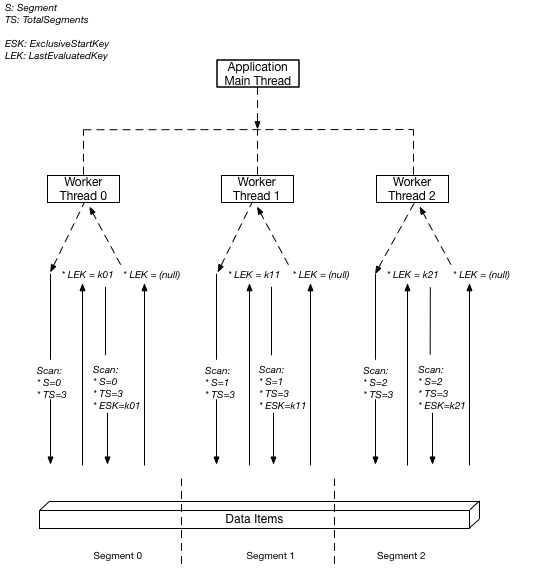 S: Segment
TS: TotalSegments
ESK: ExclusiveStartKey
LEK: LastEvaluatedKey
Application
Main Thread
Worker
Thread 0
Worker
Thread 1
Worker
Thread 2
* LEK = k01
* LEK = (null)
* LEK = k11
* LEK = (null)
* LEK = k21
* LEK = (null)
Scan:
* S=0
* TS=3
Scan:
* S=0
* TS=3
* ESK=k01
Scan:
* S=1
* TS=3
Scan:
* S=1
* TS=3
* ESK=k11
Scan:
* S=2
* TS=3
Scan:
* S=2
* TS=3
* ESK=k21
Data Items
Segment 0
Segment 1
Segment 2